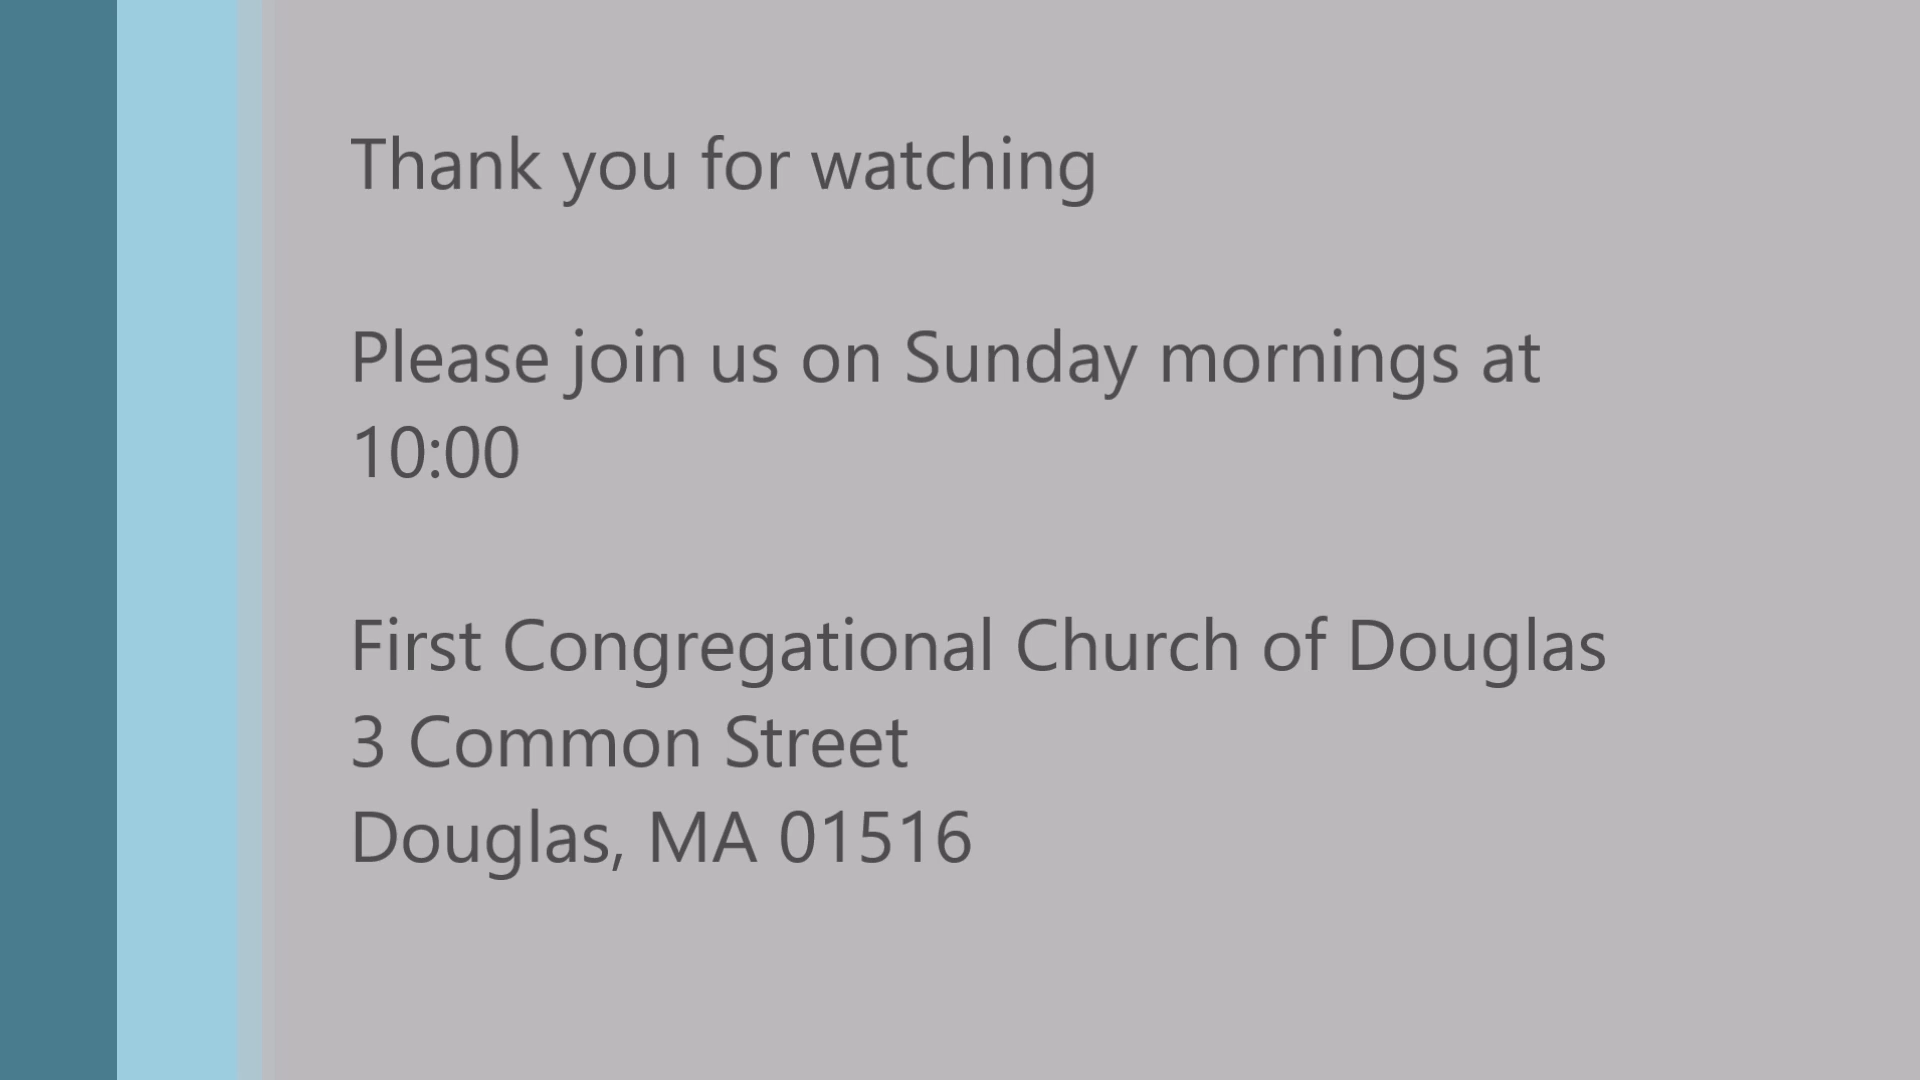 Thank you for watching
Please join us on Sunday mornings at
10:00
First Congregational Church of Douglas
3 Common Street
Douglas, MA 01516